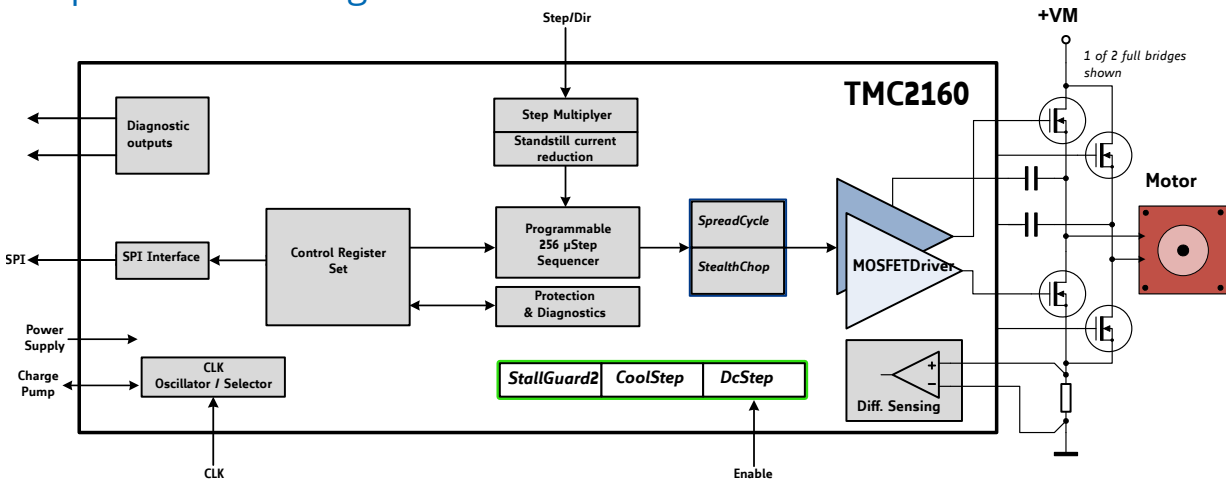 Step/Dir
+VM
1 of 2 full bridges
shown
TMC2160
Diagnostic
outputs
Step Multiplyer
Standstill current
reduction
Motor
SPI
SPI Interface
Control Register
Set
Programmable
256 µStep
Sequencer
SpreadCycle
StealthChop
MOSFETDriver
Protection
& Diagnostics
Power
Supply
Charge
Pump
CLK
Oscillator / Selector
StallGuard2
CoolStep
DcStep
+
−
Diff. Sensing
CLK
Enable